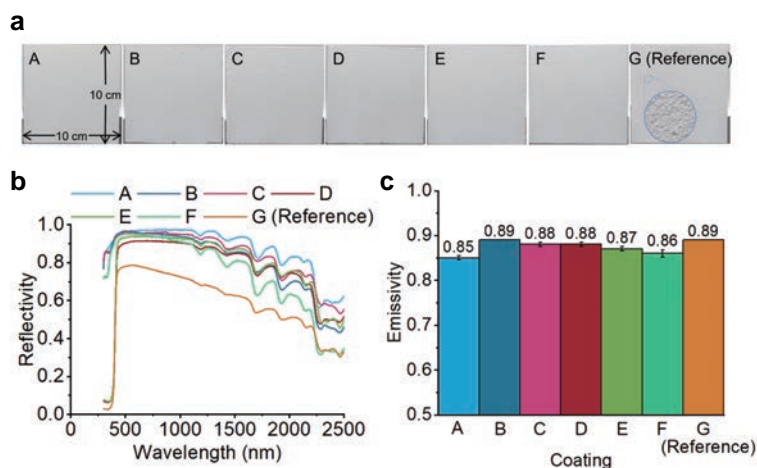 a
A B C D E F G (Reference)
10 cm
10 cm
b
A B C D
E F G (Reference)
1.0
0.8
0.6
0.4
0.2
0.0
Reflectivity
0 500 1000 1500 2000 2500
Wavelength (nm)
c
1.0
0.9
0.8
0.7
0.6
0.5
Emissivity
0.85 0.89 0.88 0.88 0.87 0.86 0.89
A B C D E F G
(Reference)
Coating